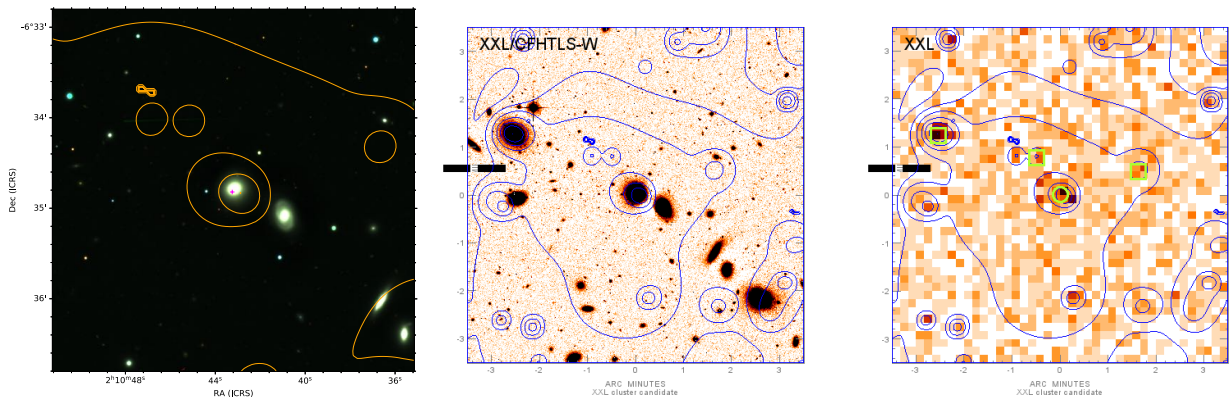 -6°33'
34'
35'
36'
Dec (ICRS)
2ʰ10ᵐ48ˢ 44ˢ 40ˢ 36ˢ
RA (ICRS)
XXL/CFHTLS-W
3
2
1
0
-1
-2
-3
-3 -2 -1 0 1 2 3
ARC MINUTES
XXL cluster candidate
XXL
3
2
1
0
-1
-2
-3
-3 -2 -1 0 1 2 3
ARC MINUTES
XXL cluster candidate